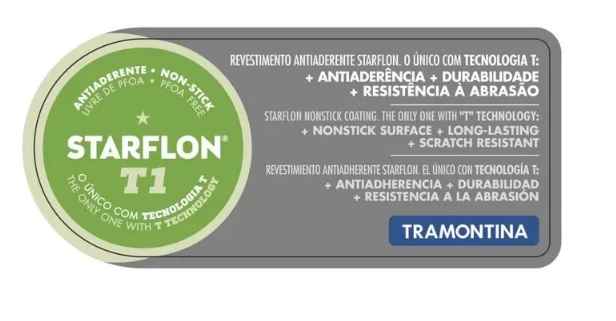 ANTIADERENTE • NON-STICK
LIVRE DE PFOA • PFOA FREE
STARFLON®
T1
O ÚNICO COM TECNOLOGIA T
THE ONLY ONE WITH T TECHNOLOGY
REVESTIMENTO ANTIADERENTE STARFLON. O ÚNICO COM TECNOLOGIA T:
+ ANTIADERÊNCIA + DURABILIDADE
+ RESISTÊNCIA À ABRASÃO
STARFLON NONSTICK COATING. THE ONLY ONE WITH "T" TECHNOLOGY:
+ NONSTICK SURFACE + LONG-LASTING
+ SCRATCH RESISTANT
REVESTIMIENTO ANTIADHERENTE STARFLON. EL ÚNICO CON TECNOLOGÍA T:
+ ANTIADHERENCIA + DURABILIDAD
+ RESISTENCIA A LA ABRASIÓN
TRAMONTINA